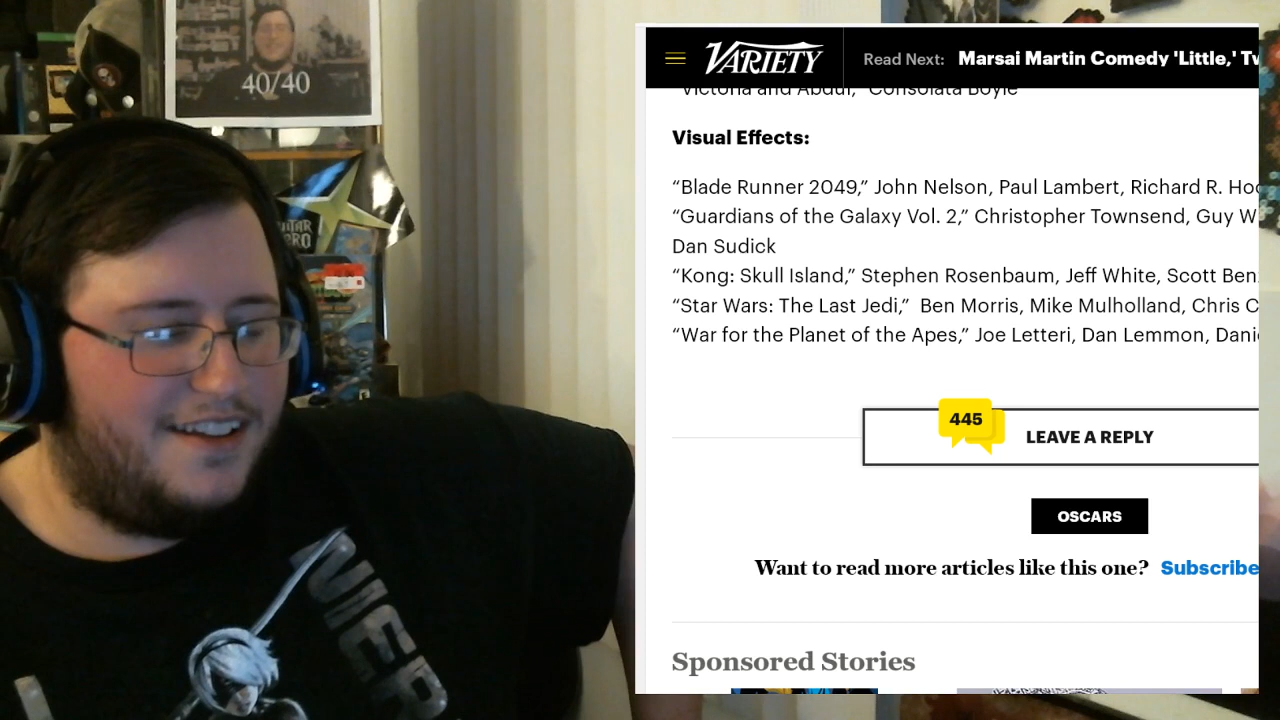 40/40
GUITAR
HERO
NIER
VARIETY
Read Next: Marsai Martin Comedy 'Little,' Tw
“Victoria and Abdul,” Consolata Boyle
Visual Effects:
“Blade Runner 2049,” John Nelson, Paul Lambert, Richard R. Hoo
“Guardians of the Galaxy Vol. 2,” Christopher Townsend, Guy W
Dan Sudick
“Kong: Skull Island,” Stephen Rosenbaum, Jeff White, Scott Ben
“Star Wars: The Last Jedi,” Ben Morris, Mike Mulholland, Chris C
“War for the Planet of the Apes,” Joe Letteri, Dan Lemmon, Danie
445
LEAVE A REPLY
OSCARS
Want to read more articles like this one? Subscribe
Sponsored Stories